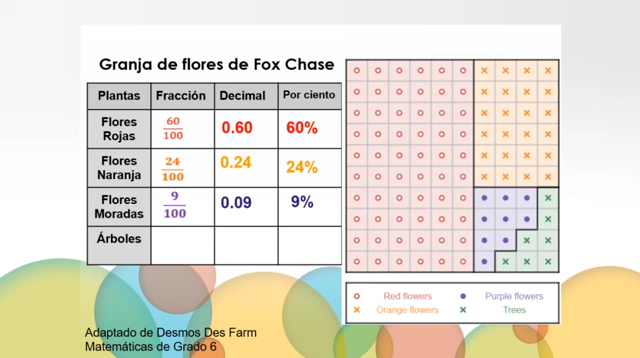 Granja de flores de Fox Chase
Plantas Fracción Decimal Por ciento
Flores Rojas 60/100 0.60 60%
Flores Naranja 24/100 0.24 24%
Flores Moradas 9/100 0.09 9%
Árboles
Red flowers Purple flowers
Orange flowers Trees
Adaptado de Desmos Des Farm
Matemáticas de Grado 6